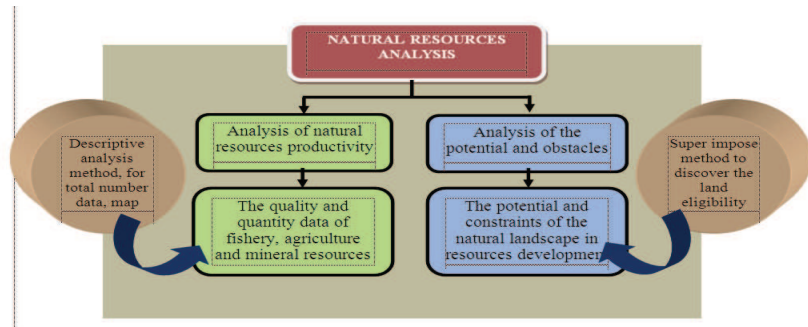 NATURAL RESOURCES
ANALYSIS
Analysis of natural
resources productivity
Analysis of the
potential and obstacles
Descriptive
analysis
method, for
total number
data, map
Super impose
method to
discover the
land
eligibility
The quality and
quantity data of
fishery, agriculture
and mineral resources
The potential and
constraints of the
natural landscape in
resources developmen